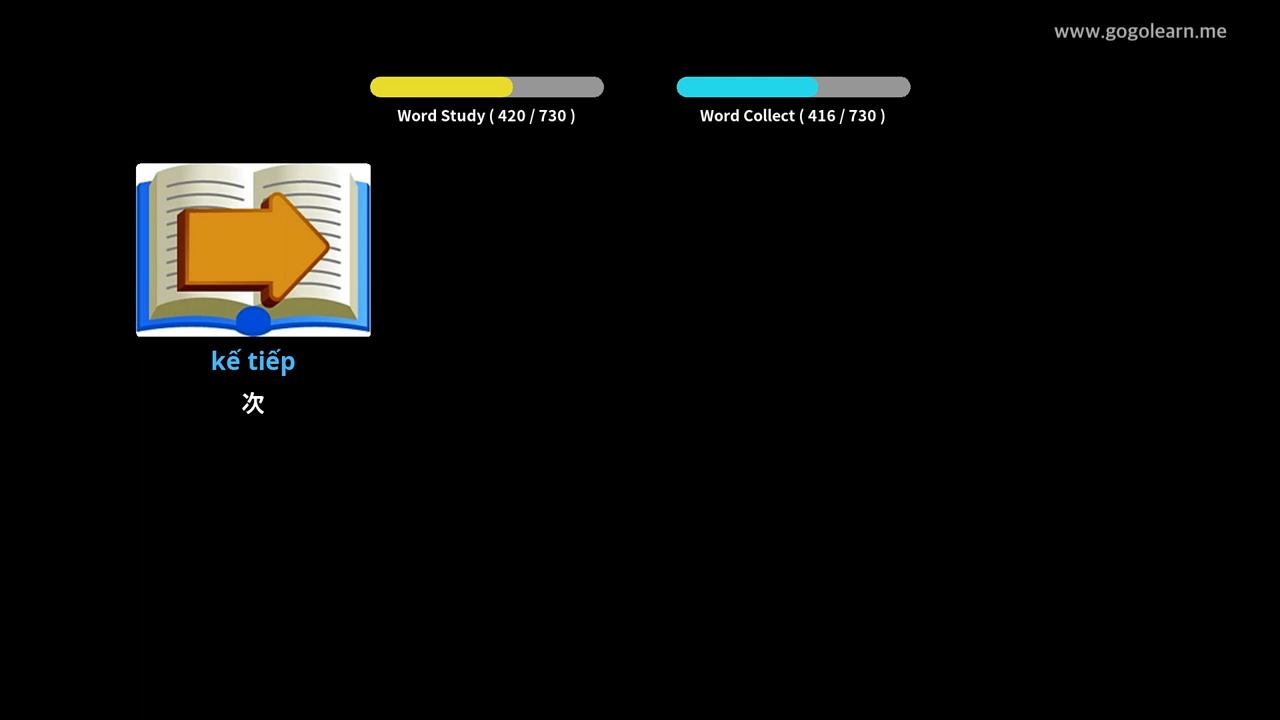 www.gogolearn.me
Word Study ( 420 / 730 )
Word Collect ( 416 / 730 )
kế tiếp
次